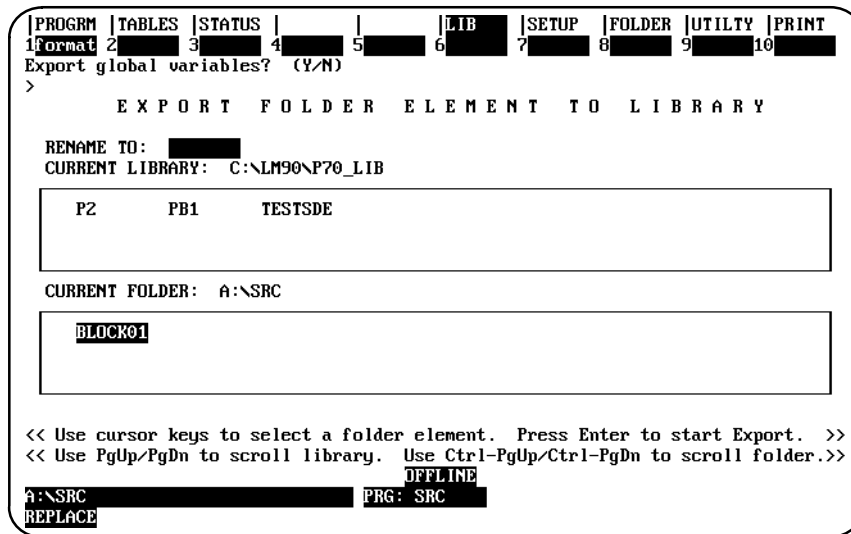 |PROGRM |TABLES |STATUS | | |LIB |SETUP |FOLDER |UTILTY |PRINT
1format 2 3 4 5 6 7 8 9 10
Export global variables? (Y/N)
>
E X P O R T F O L D E R E L E M E N T T O L I B R A R Y
RENAME TO:
CURRENT LIBRARY: C:\LM90\P70_LIB
P2 PB1 TESTSDE
CURRENT FOLDER: A:\SRC
BLOCK01
<< Use cursor keys to select a folder element. Press Enter to start Export. >>
<< Use PgUp/PgDn to scroll library. Use Ctrl-PgUp/Ctrl-PgDn to scroll folder.>>
OFFLINE
A:\SRC PRG: SRC
REPLACE